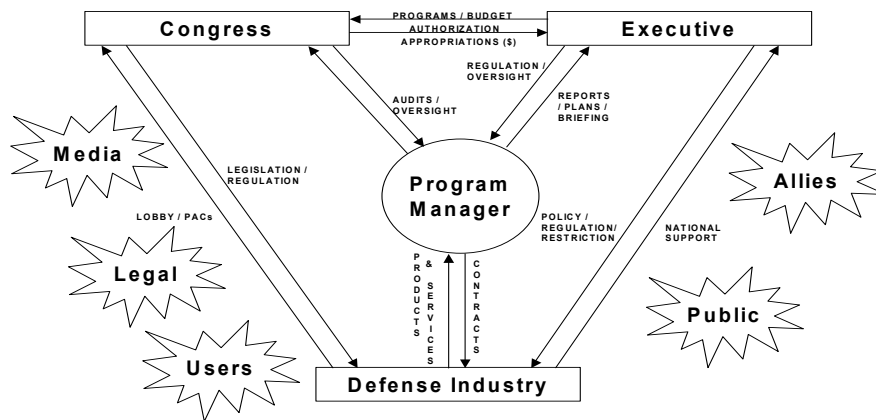 PROGRAMS / BUDGET
Congress
AUTHORIZATION
Executive
APPROPRIATIONS ($)
REGULATION /
OVERSIGHT
REPORTS
/ PLANS /
BRIEFING
AUDITS /
OVERSIGHT
Media
Program
Manager
Allies
LEGISLATION /
REGULATION
LOBBY / PACs
POLICY /
REGULATION/
RESTRICTION
NATIONAL
SUPPORT
Legal
PRODUCTS
& SERVICES
CONTRACTS
Public
Users
Defense Industry